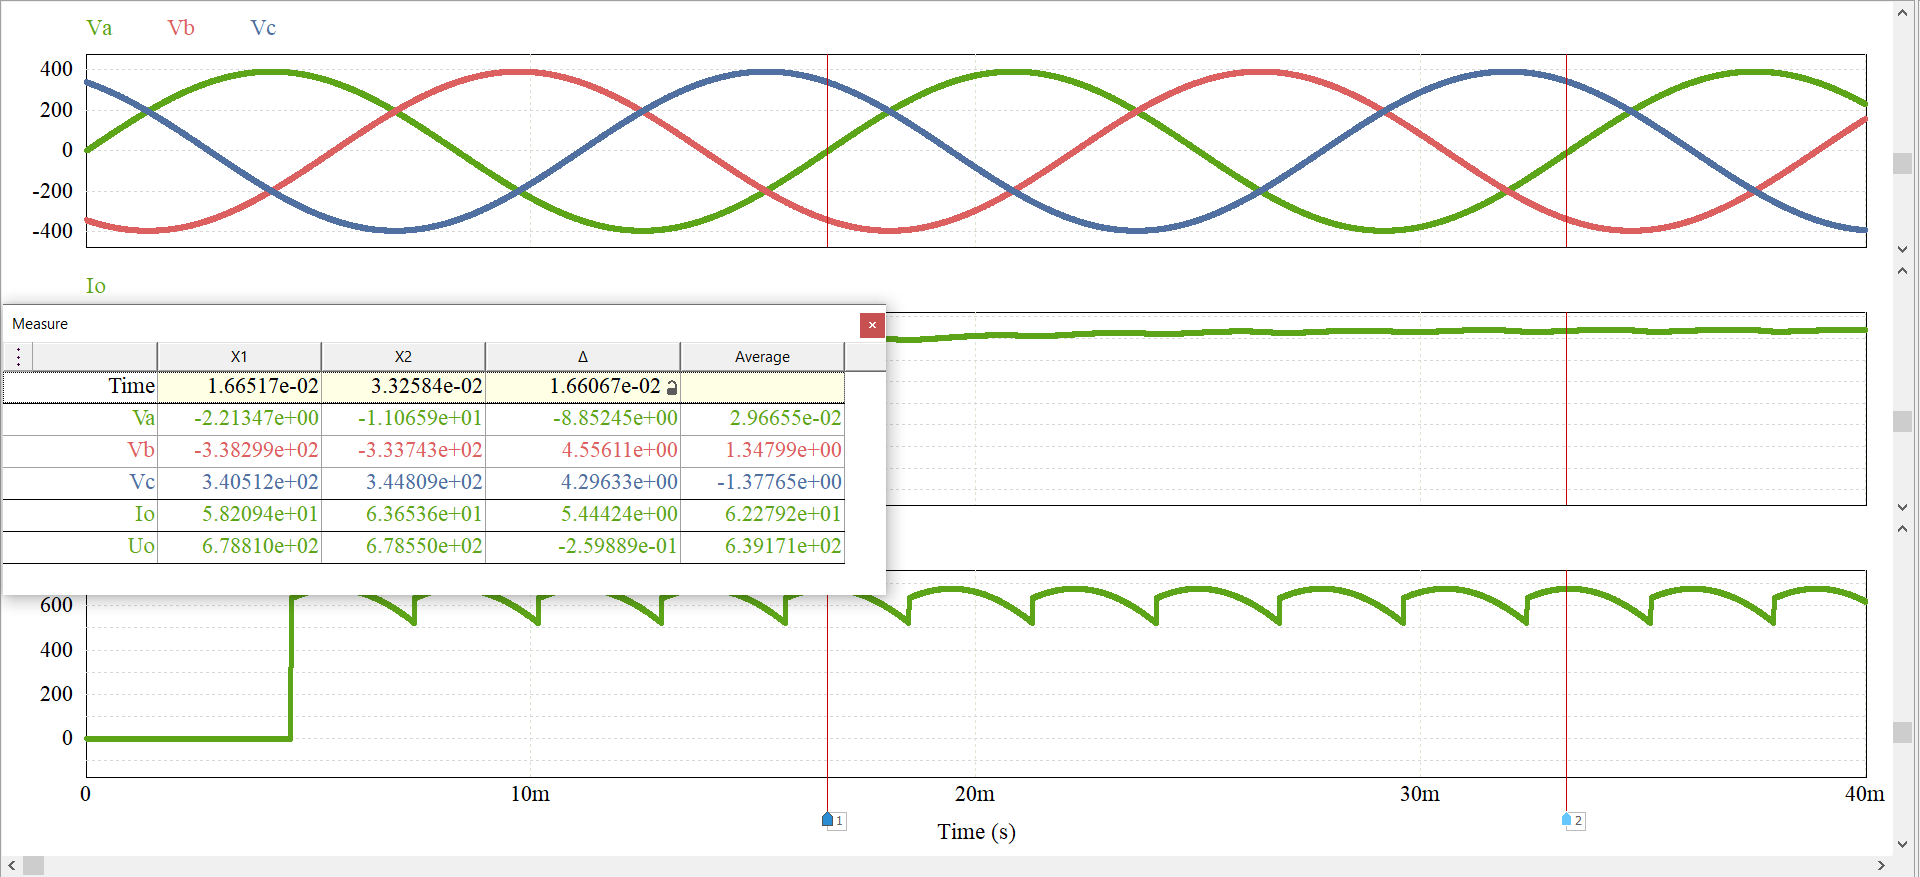 Va Vb Vc
400
200
0
-200
-400
Io
Measure
X1 X2 Δ Average
Time 1.66517e-02 3.32584e-02 1.66067e-02
Va -2.21347e+00 -1.10659e+01 -8.85245e+00 2.96655e-02
Vb -3.38299e+02 -3.33743e+02 4.55611e+00 1.34799e+00
Vc 3.40512e+02 3.44809e+02 4.29633e+00 -1.37765e+00
Io 5.82094e+01 6.36536e+01 5.44424e+00 6.22792e+01
Uo 6.78810e+02 6.78550e+02 -2.59889e-01 6.39171e+02
600
400
200
0
0 10m 20m 30m 40m
1 2
Time (s)